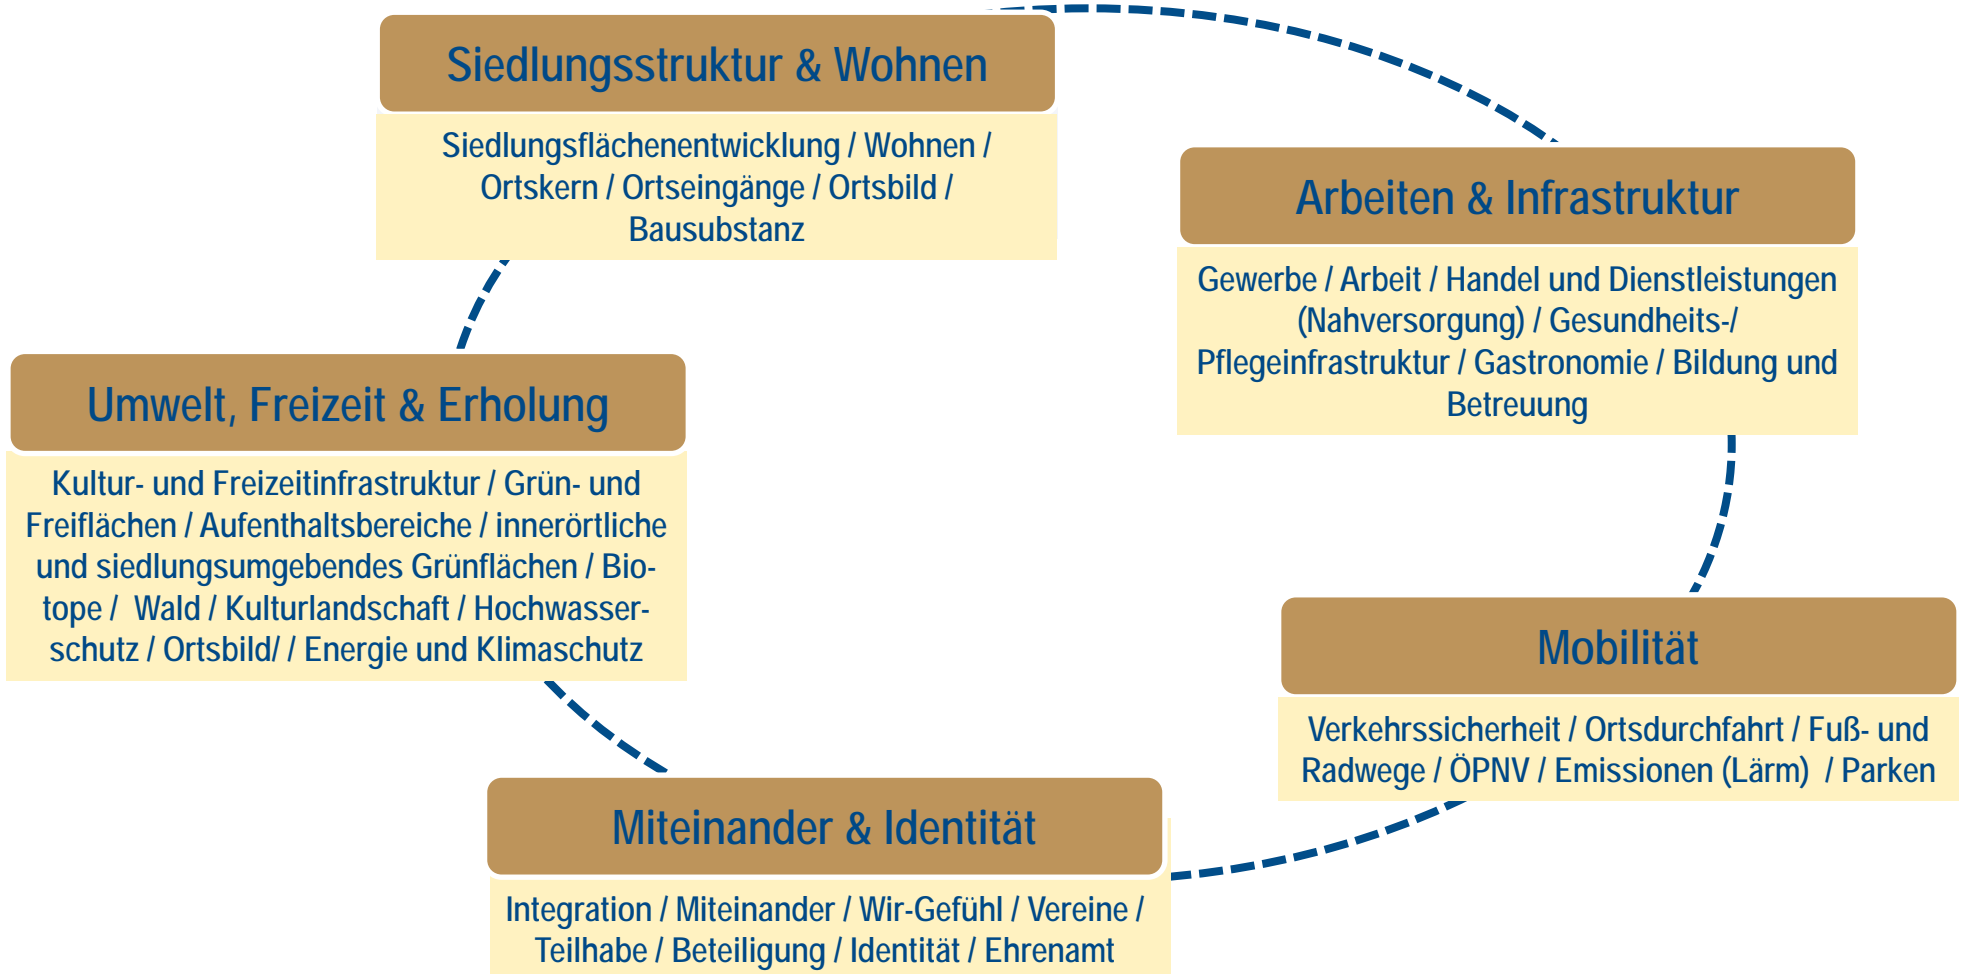 Siedlungsstruktur & Wohnen
Siedlungsflächenentwicklung / Wohnen /
Ortskern / Ortseingänge / Ortsbild /
Bausubstanz
Arbeiten & Infrastruktur
Gewerbe / Arbeit / Handel und Dienstleistungen
(Nahversorgung) / Gesundheits-/
Pflegeinfrastruktur / Gastronomie / Bildung und
Betreuung
Umwelt, Freizeit & Erholung
Kultur- und Freizeitinfrastruktur / Grün- und
Freiflächen / Aufenthaltsbereiche / innerörtliche
und siedlungsumgebendes Grünflächen / Bio-
tope /  Wald / Kulturlandschaft / Hochwasser-
schutz / Ortsbild/ / Energie und Klimaschutz
Mobilität
Verkehrssicherheit / Ortsdurchfahrt / Fuß- und
Radwege / ÖPNV / Emissionen (Lärm)  / Parken
Miteinander & Identität
Integration / Miteinander / Wir-Gefühl / Vereine /
Teilhabe / Beteiligung / Identität / Ehrenamt